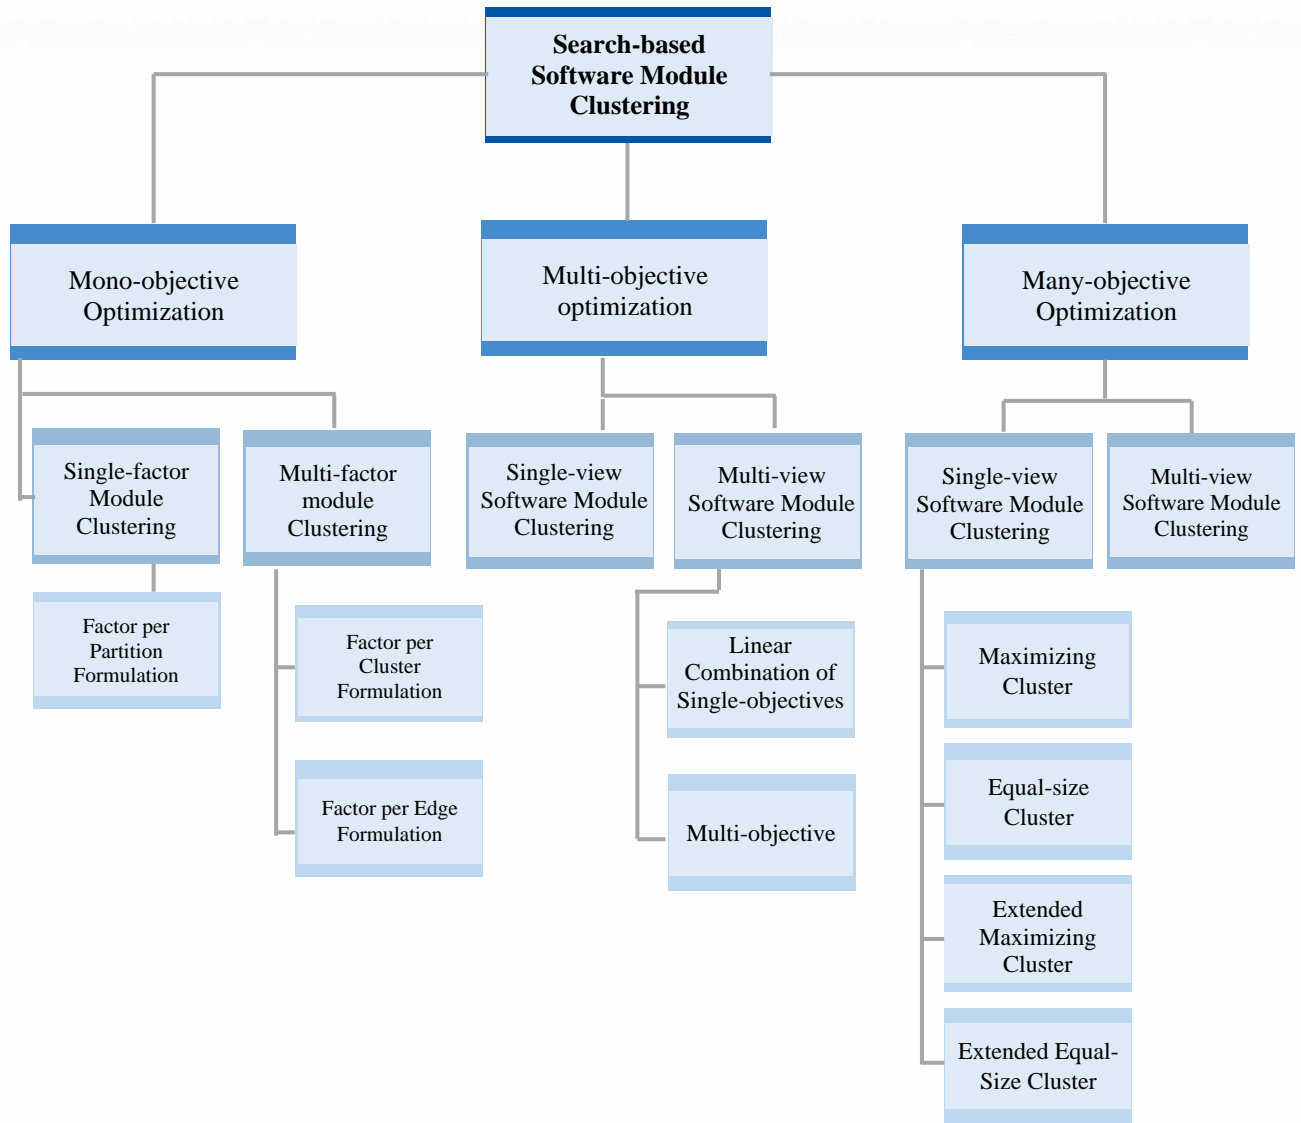 Search-based
Software Module
Clustering
Mono-objective
Optimization
Multi-objective
optimization
Many-objective
Optimization
Single-factor
Module
Clustering
Multi-factor
module
Clustering
Single-view
Software Module
Clustering
Multi-view
Software Module
Clustering
Single-view
Software Module
Clustering
Multi-view
Software Module
Clustering
Factor per
Partition
Formulation
Factor per
Cluster
Formulation
Factor per Edge
Formulation
Linear
Combination of
Single-objectives
Multi-objective
Maximizing
Cluster
Equal-size
Cluster
Extended
Maximizing
Cluster
Extended Equal-
Size Cluster